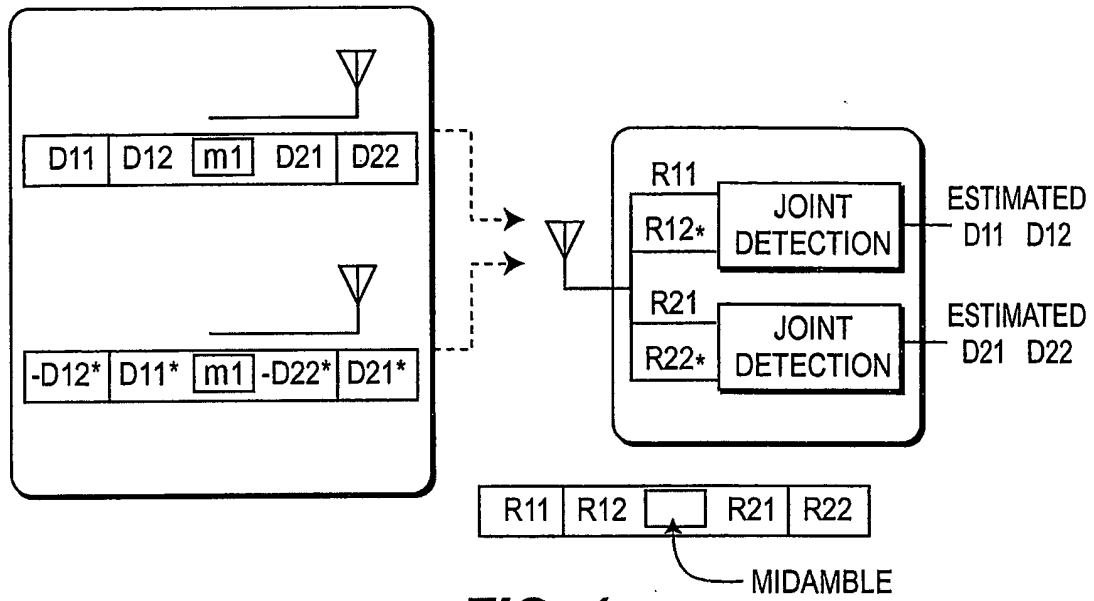 D11 D12 m1 D21 D22
-D12* D11* m1 -D22* D21*
R11
R12*
JOINT
DETECTION
ESTIMATED
D11 D12
R21
R22*
JOINT
DETECTION
ESTIMATED
D21 D22
R11 R12 R21 R22
MIDAMBLE